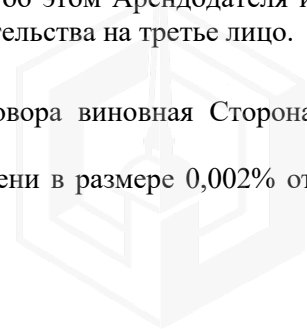 об этом Арендодателя и
тельства на третье лицо.
овора виновная Сторона
ени в размере 0,002% от